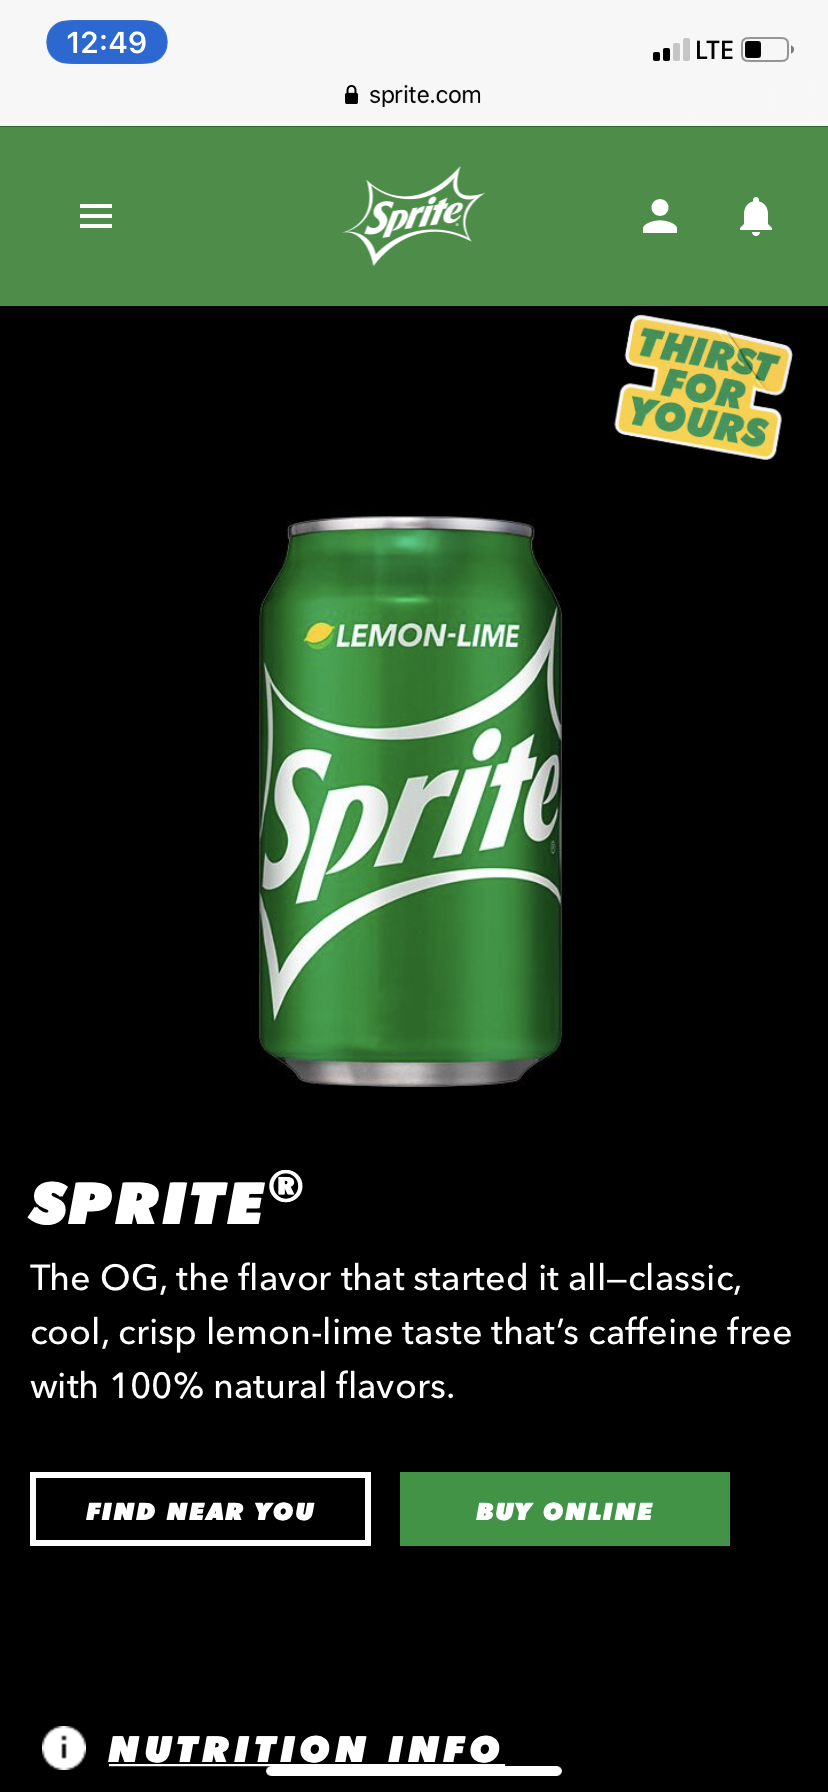 12:49
LTE
sprite.com
Sprite
THIRST
FOR
YOURS
LEMON-LIME
Sprite
SPRITE®
The OG, the flavor that started it all—classic,
cool, crisp lemon-lime taste that's caffeine free
with 100% natural flavors.
FIND NEAR YOU
BUY ONLINE
NUTRITION INFO